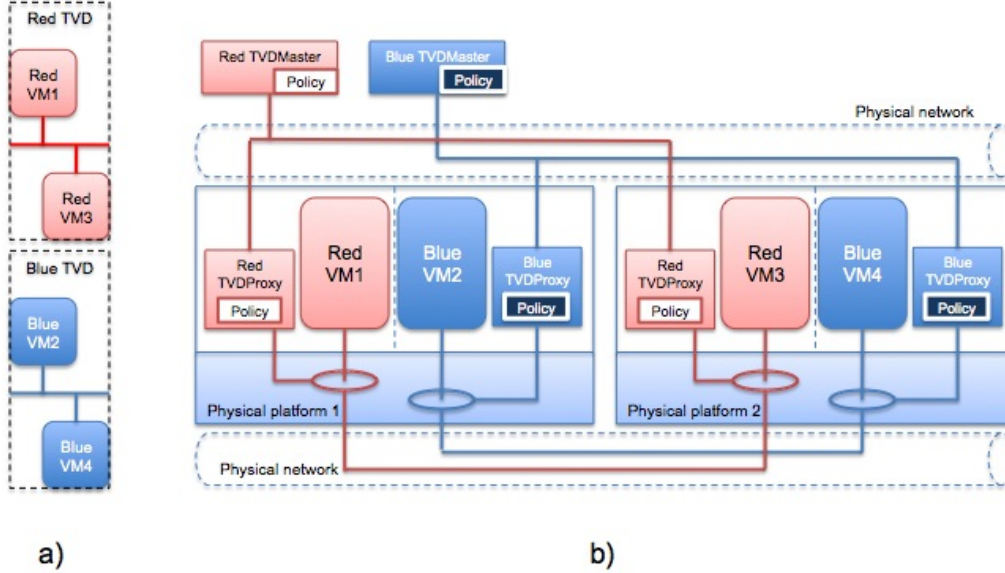 Red TVD
Red
VM1
Red
VM3
Blue TVD
Blue
VM2
Blue
VM4
a)
Red TVDMaster
Policy
Blue TVDMaster
Policy
Physical network
Red
TVDProxy
Policy
Red
VM1
Blue
VM2
Blue
TVDProxy
Policy
Physical platform 1
Red
TVDProxy
Policy
Red
VM3
Blue
VM4
Blue
TVDProxy
Policy
Physical platform 2
Physical network
b)